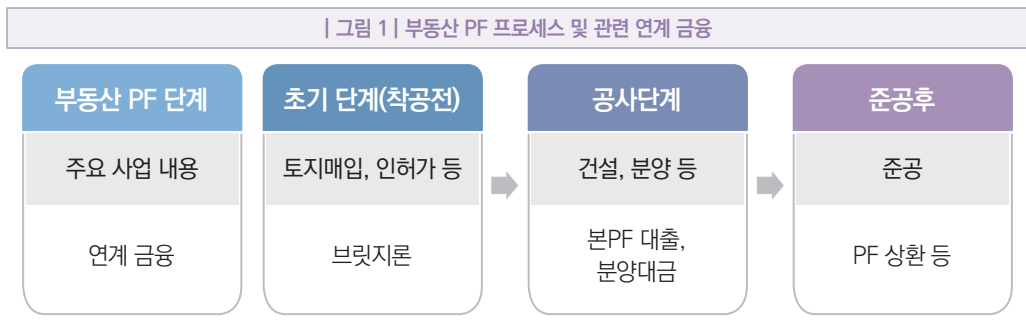 | 그림 1 | 부동산 PF 프로세스 및 관련 연계 금융
부동산 PF 단계
초기 단계(착공전)
공사단계
준공후
주요 사업 내용
토지매입, 인허가 등
건설, 분양 등
준공
연계 금융
브릿지론
본PF 대출,
분양대금
PF 상환 등